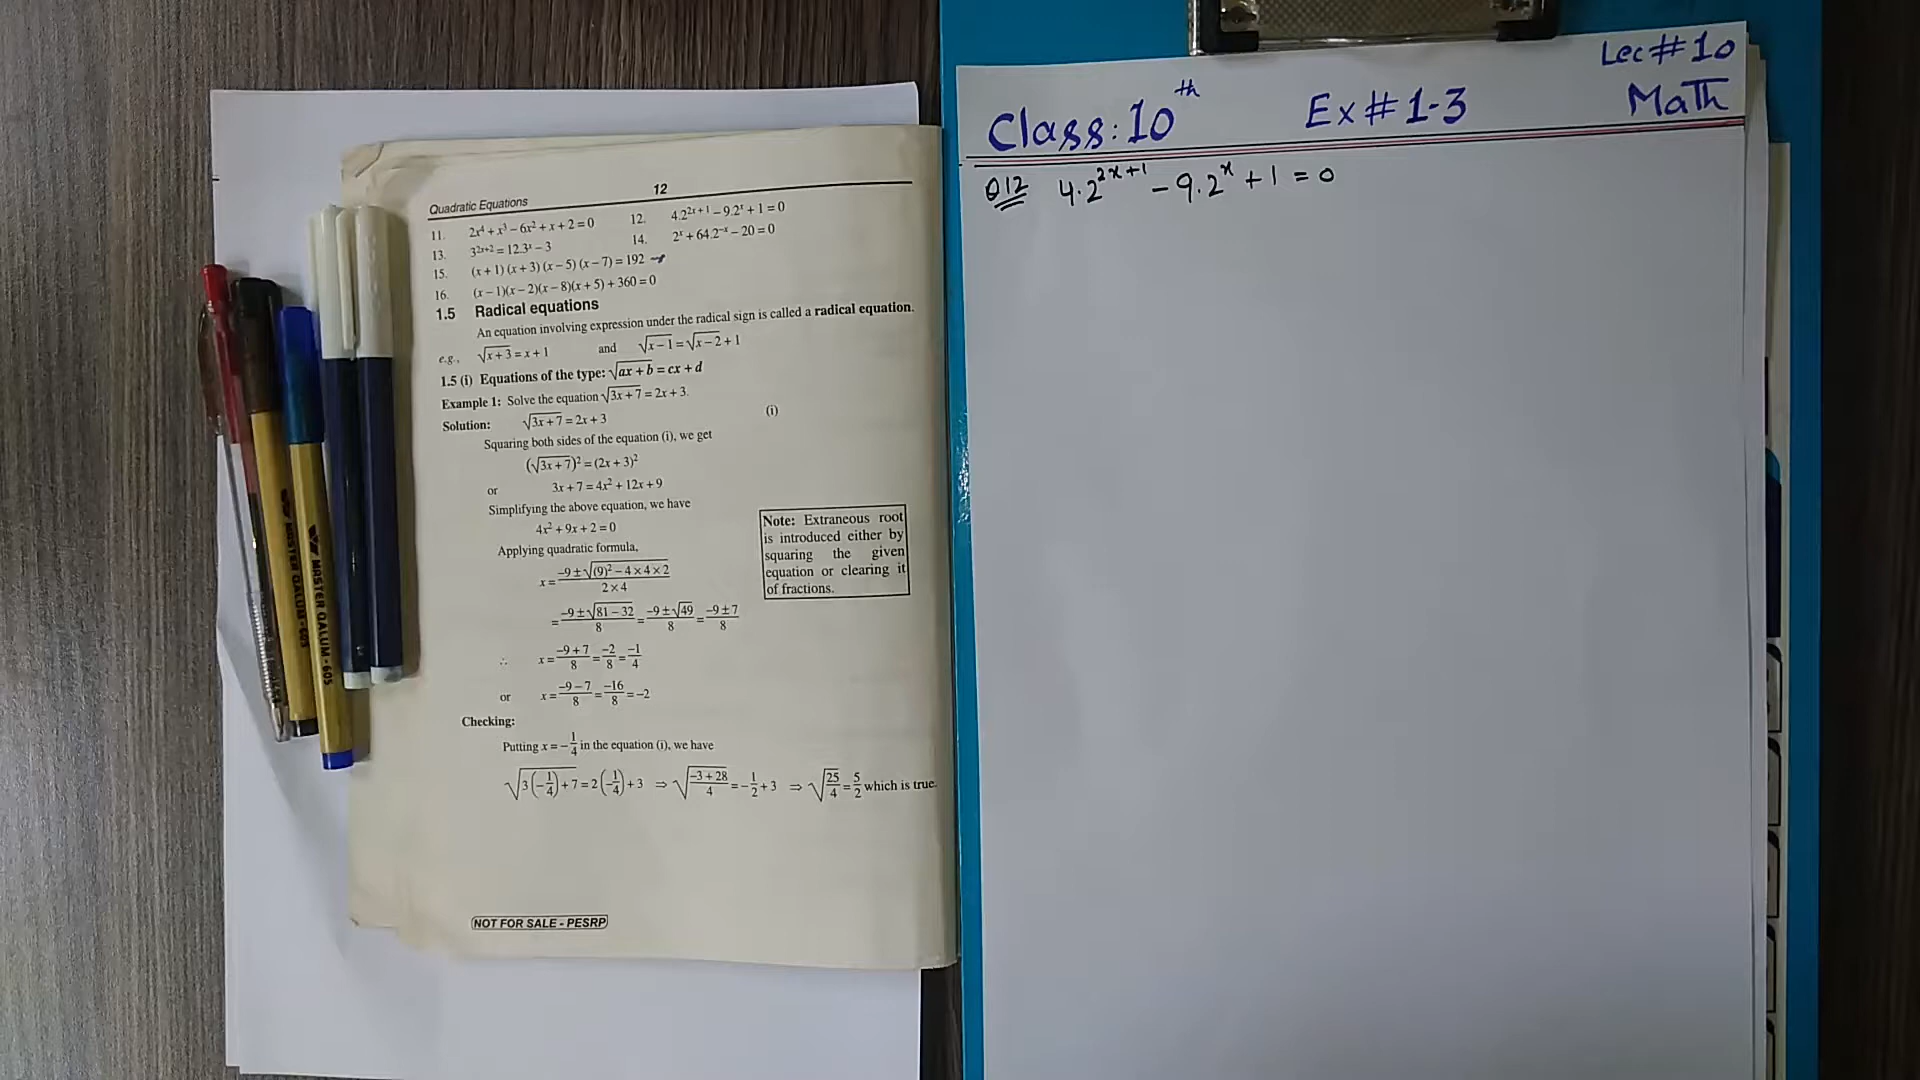 12
Quadratic Equations
11. 2x⁴ + x³ – 6x² + x + 2 = 0 12. 4.2²ˣ⁺¹ – 9.2ˣ + 1 = 0
13. 3²ˣ⁺² = 12.3ˣ – 3 14. 2ˣ + 64.2⁻ˣ – 20 = 0
15. (x + 1) (x + 3) (x – 5) (x – 7) = 192
16. (x – 1)(x – 2)(x – 8)(x + 5) + 360 = 0
1.5 Radical equations
An equation involving expression under the radical sign is called a radical equation.
e.g., √(x + 3) = x + 1 and √(x – 1) = √(x – 2) + 1
1.5 (i) Equations of the type: √(ax + b) = cx + d
Example 1: Solve the equation √(3x + 7) = 2x + 3.
Solution: √(3x + 7) = 2x + 3 (i)
Squaring both sides of the equation (i), we get
(√(3x + 7))² = (2x + 3)²
or 3x + 7 = 4x² + 12x + 9
Simplifying the above equation, we have
4x² + 9x + 2 = 0
Applying quadratic formula,
x = (–9 ± √((9)² – 4 × 4 × 2)) / (2 × 4)
= (–9 ± √(81 – 32)) / 8 = (–9 ± √49) / 8 = (–9 ± 7) / 8
∴ x = (–9 + 7) / 8 = –2/8 = –1/4
or x = (–9 – 7) / 8 = –16/8 = –2
Note: Extraneous root
is introduced either by
squaring the given
equation or clearing it
of fractions.
Checking:
Putting x = –1/4 in the equation (i), we have
√(3(–1/4) + 7) = 2(–1/4) + 3 ⇒ √((–3 + 28)/4) = –1/2 + 3 ⇒ √(25/4) = 5/2 which is true.
NOT FOR SALE - PESRP
MASTER QALUM - 605
MASTER QALUM - 605
Lec # 10
Class: 10th Ex # 1-3 Math
Q12 4.2²ˣ⁺¹ – 9.2ˣ + 1 = 0